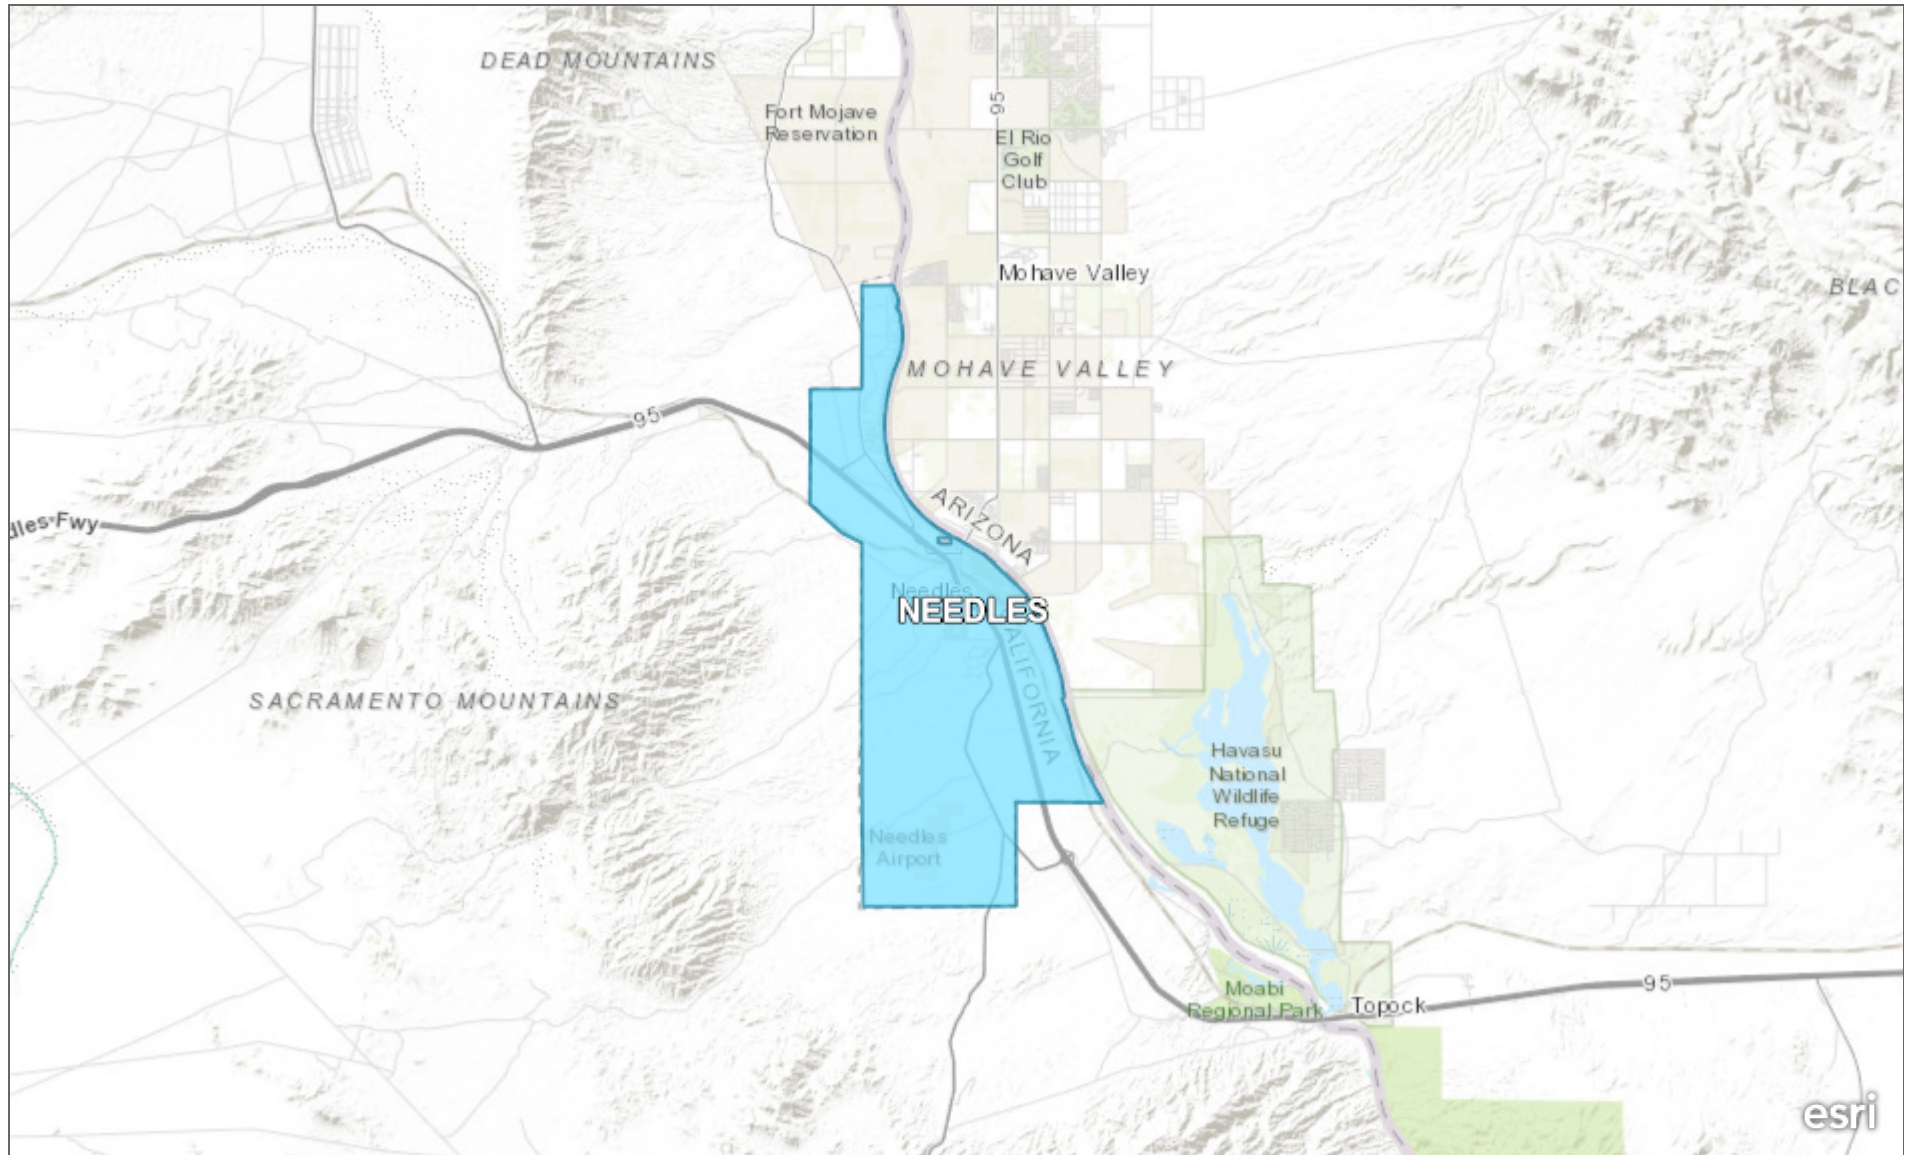 DEAD MOUNTAINS
95
Fort Mojave
Reservation
El Rio
Golf
Club
Mohave Valley
BLAC
MOHAVE VALLEY
95
ARIZONA
dles Fwy
Needles
NEEDLES
ALIFORNIA
SACRAMENTO MOUNTAINS
Havasu
National
Wildlife
Refuge
Needles
Airport
Moabi
Regional Park
Topock
95
esri